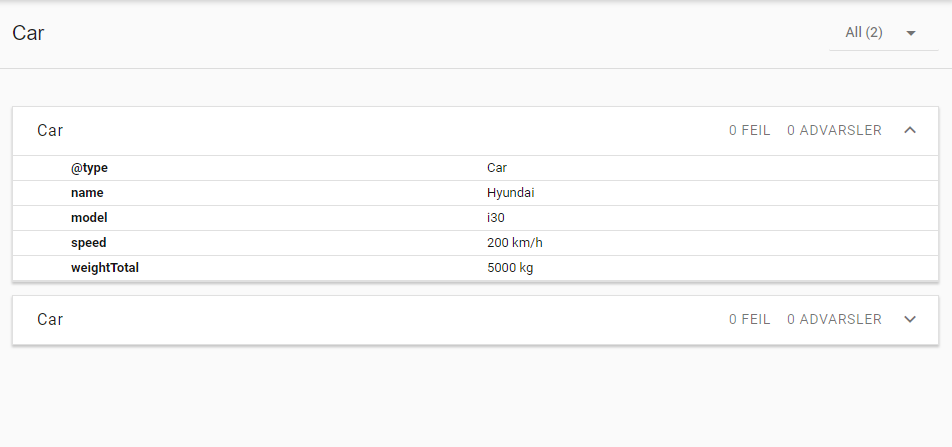 Car
All (2)
Car 0 FEIL 0 ADVARSLER
@type Car
name Hyundai
model i30
speed 200 km/h
weightTotal 5000 kg
Car 0 FEIL 0 ADVARSLER